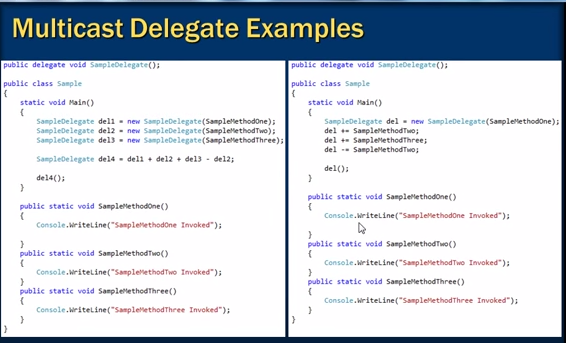 Multicast Delegate Examples
public delegate void SampleDelegate();
public class Sample
{
static void Main()
{
SampleDelegate del1 = new SampleDelegate(SampleMethodOne);
SampleDelegate del2 = new SampleDelegate(SampleMethodTwo);
SampleDelegate del3 = new SampleDelegate(SampleMethodThree);
SampleDelegate del4 = del1 + del2 + del3 - del2;
del4();
}
public static void SampleMethodOne()
{
Console.WriteLine("SampleMethodOne Invoked");
}
public static void SampleMethodTwo()
{
Console.WriteLine("SampleMethodTwo Invoked");
}
public static void SampleMethodThree()
{
Console.WriteLine("SampleMethodThree Invoked");
}
}
public delegate void SampleDelegate();
public class Sample
{
static void Main()
{
SampleDelegate del = new SampleDelegate(SampleMethodOne);
del += SampleMethodTwo;
del += SampleMethodThree;
del -= SampleMethodTwo;
del();
}
public static void SampleMethodOne()
{
Console.WriteLine("SampleMethodOne Invoked");
}
public static void SampleMethodTwo()
{
Console.WriteLine("SampleMethodTwo Invoked");
}
public static void SampleMethodThree()
{
Console.WriteLine("SampleMethodThree Invoked");
}
}